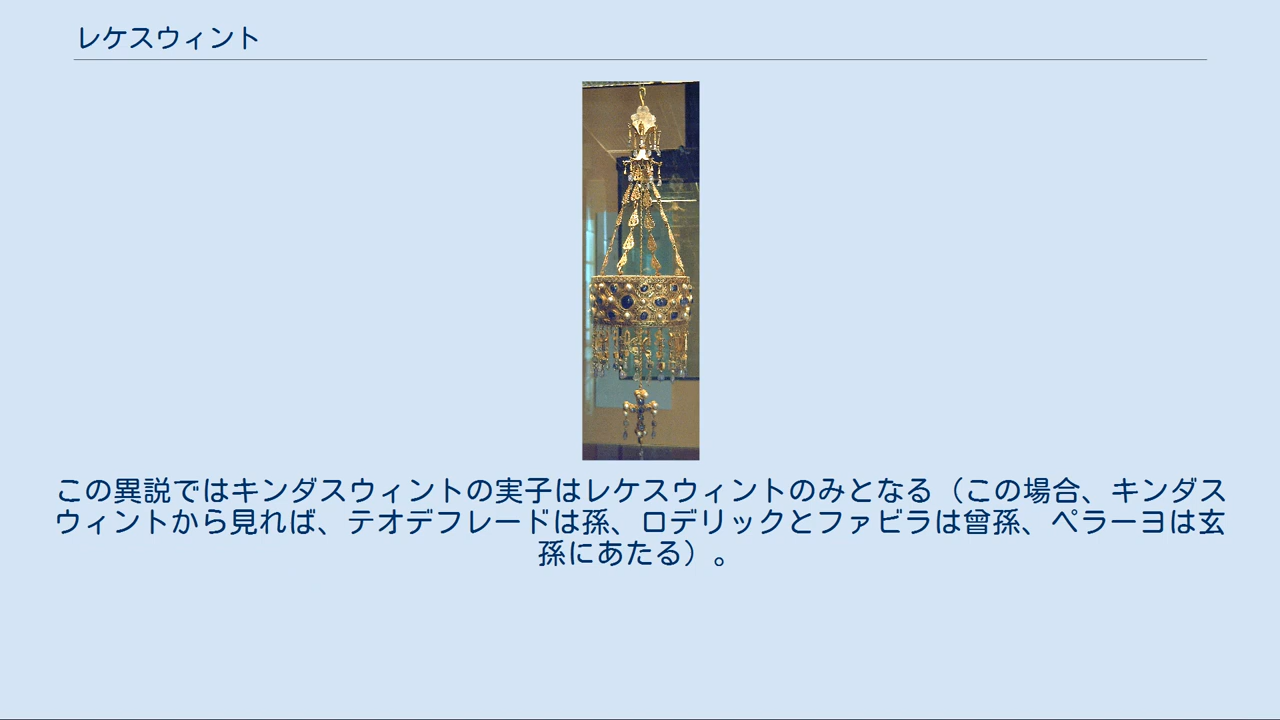 レケスウィント
この異説ではキンダスウィントの実子はレケスウィントのみとなる（この場合、キンダス
ウィントから見れば、テオデフレードは孫、ロデリックとファビラは曾孫、ペラーヨは玄
孫にあたる）。